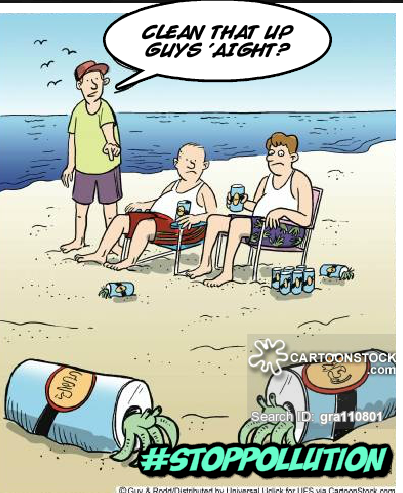 CLEAN THAT UP
GUYS 'AIGHT?
CARTOONSTOCK
.com
Search ID: gra110801
#STOPPOLLUTION
© Guy & Rodd/Distributed by Universal Uclick for UFS via CartoonStock.com